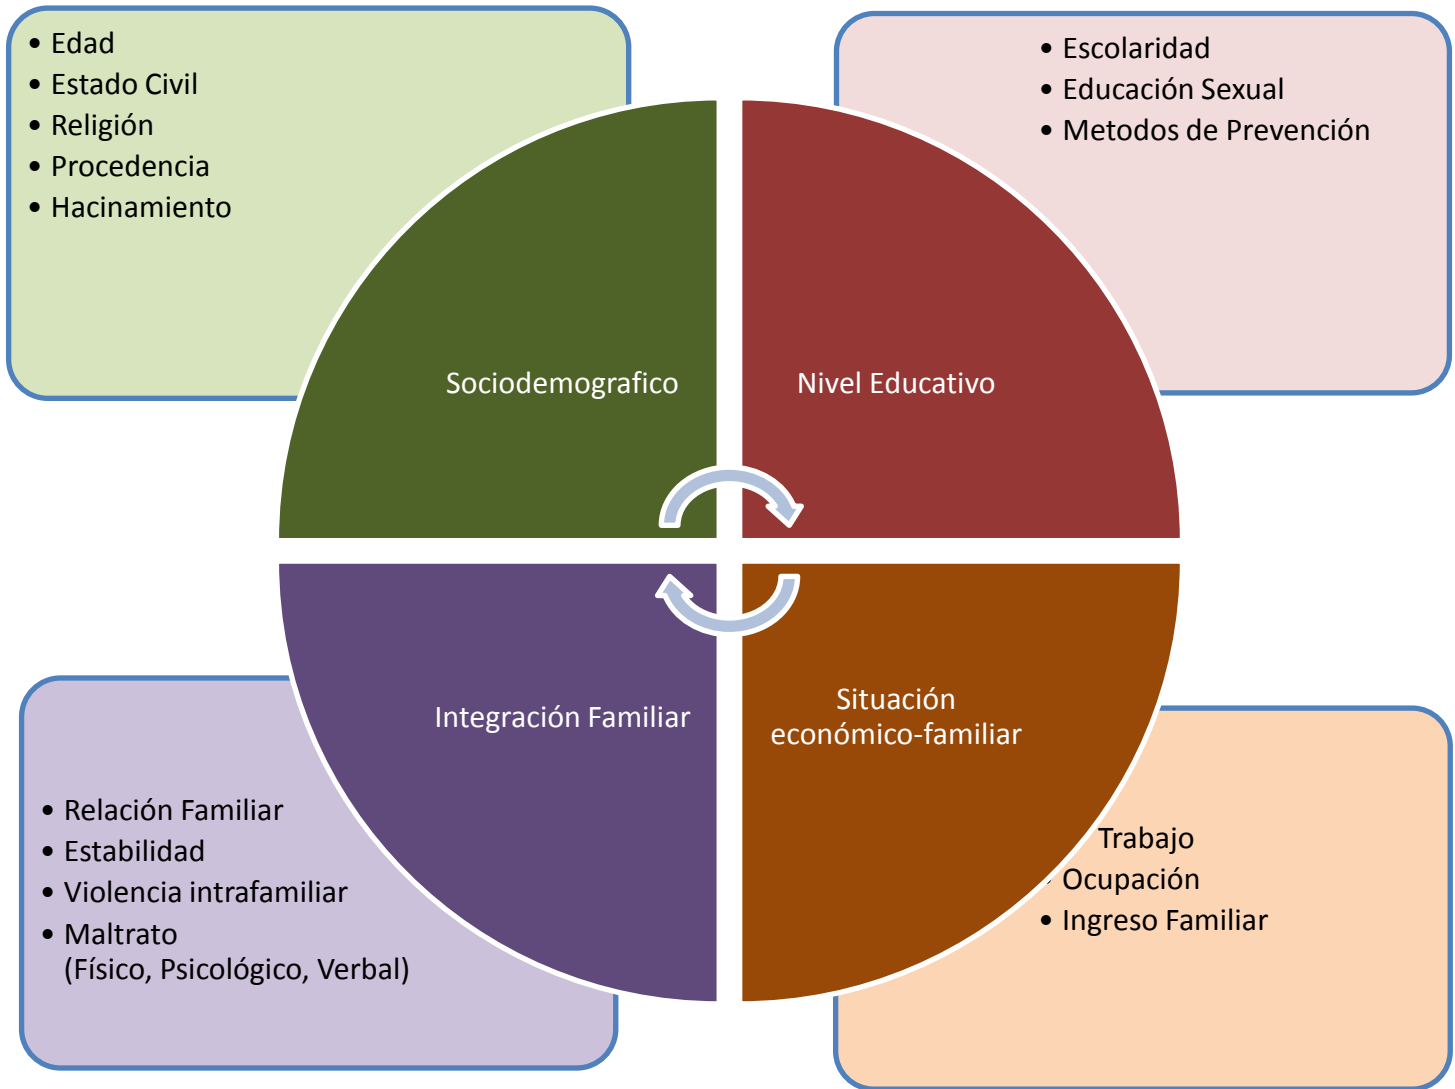 • Edad
• Estado Civil
• Religión
• Procedencia
• Hacinamiento
• Escolaridad
• Educación Sexual
• Metodos de Prevención
Sociodemografico
Nivel Educativo
Integración Familiar
Situación
económico-familiar
• Relación Familiar
• Estabilidad
• Violencia intrafamiliar
• Maltrato
(Físico, Psicológico, Verbal)
Trabajo
• Ocupación
• Ingreso Familiar